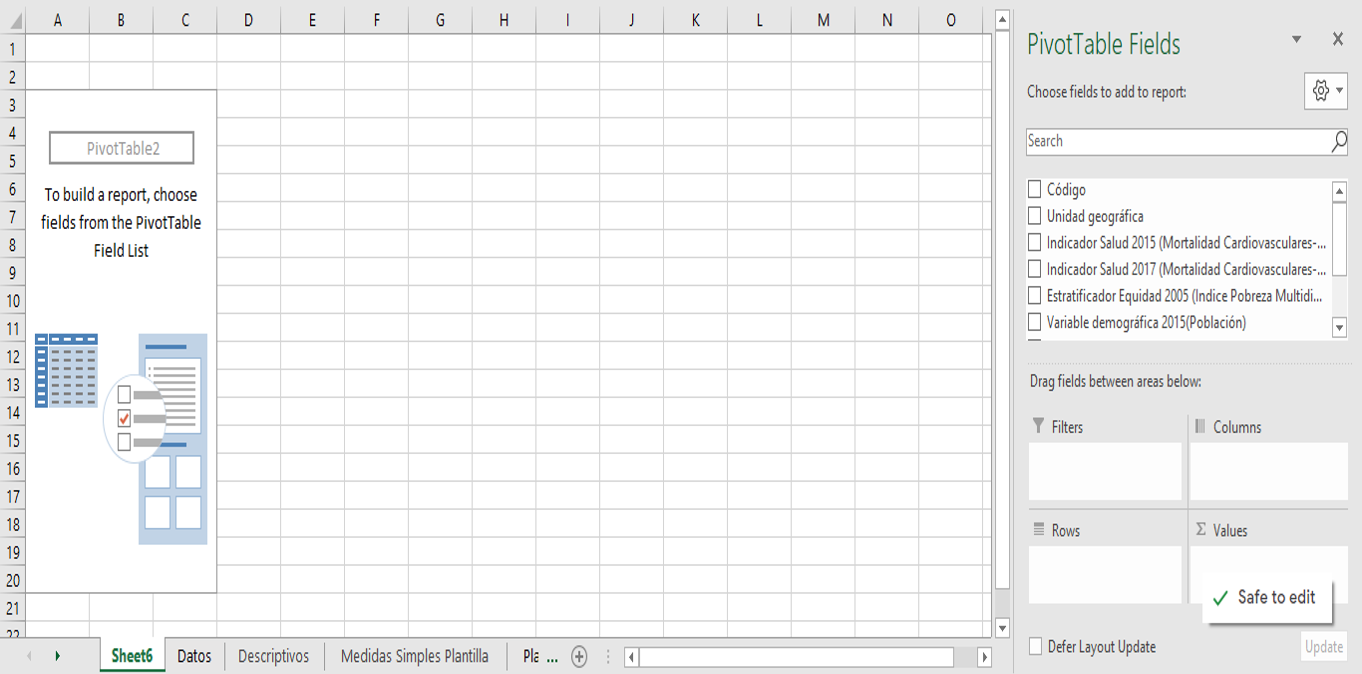 A B C D E F G H I J K L M N O
1
2
3
4
5
6
7
8
9
10
11
12
13
14
15
16
17
18
19
20
21
22
PivotTable2
To build a report, choose
fields from the PivotTable
Field List
Sheet6 Datos Descriptivos Medidas Simples Plantilla Pla ...
PivotTable Fields
Choose fields to add to report:
Search
Código
Unidad geográfica
Indicador Salud 2015 (Mortalidad Cardiovasculares-...
Indicador Salud 2017 (Mortalidad Cardiovasculares-...
Estratificador Equidad 2005 (Indice Pobreza Multidi...
Variable demográfica 2015(Población)
Drag fields between areas below:
Filters
Columns
Rows
Σ Values
Safe to edit
Defer Layout Update
Update